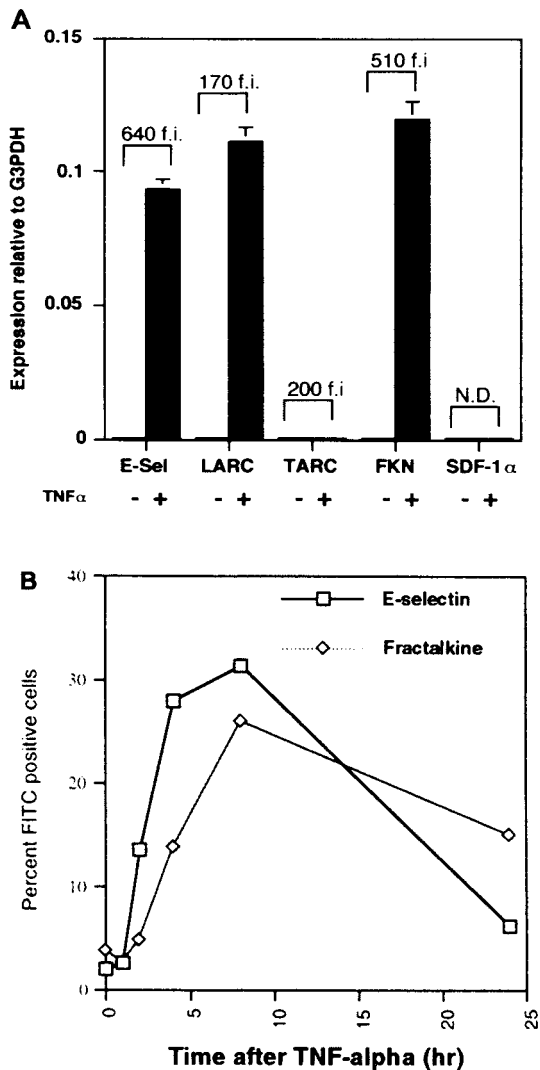 A
Expression relative to G3PDH
0.15
0.1
0.05
0
640 f.i.
170 f.i.
200 f.i
510 f.i
N.D.
E-Sel LARC TARC FKN SDF-1α
TNFα - + - + - + - + - +
B
Percent FITC positive cells
40
30
20
10
0
E-selectin
Fractalkine
0 5 10 15 20 25
Time after TNF-alpha (hr)